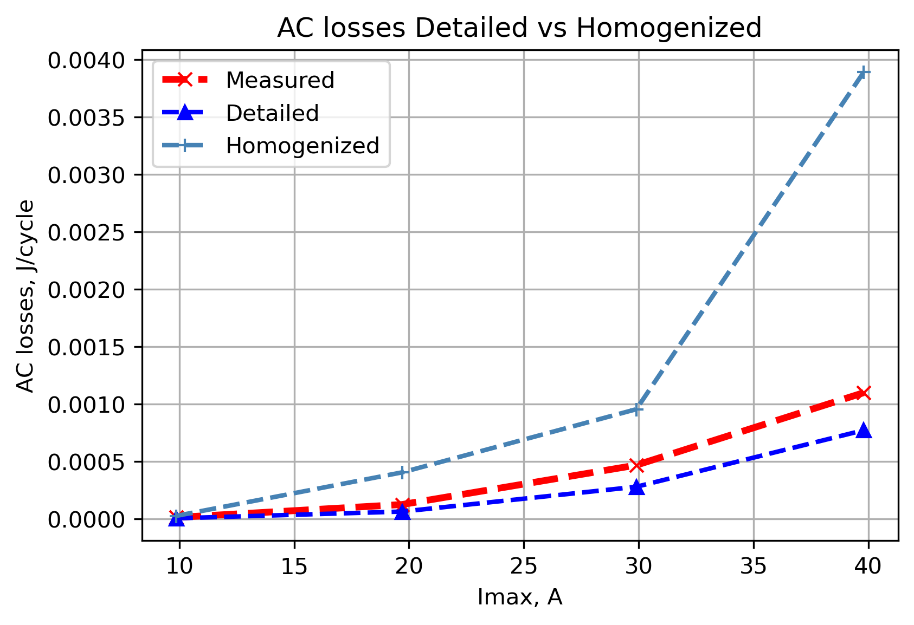 AC losses Detailed vs Homogenized
0.0040
0.0035
0.0030
0.0025
0.0020
0.0015
0.0010
0.0005
0.0000
AC losses, J/cycle
Measured
Detailed
Homogenized
10 15 20 25 30 35 40
Imax, A